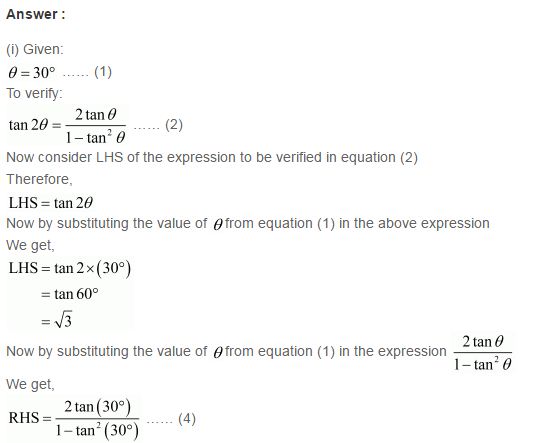 Answer :
(i) Given:
θ = 30° ...... (1)
To verify:
tan 2θ = 2 tan θ / 1 − tan² θ ...... (2)
Now consider LHS of the expression to be verified in equation (2)
Therefore,
LHS = tan 2θ
Now by substituting the value of θ from equation (1) in the above expression
We get,
LHS = tan 2×(30°)
= tan 60°
= √3
Now by substituting the value of θ from equation (1) in the expression 2 tan θ / 1 − tan² θ
We get,
RHS = 2 tan(30°) / 1 − tan² (30°) ...... (4)